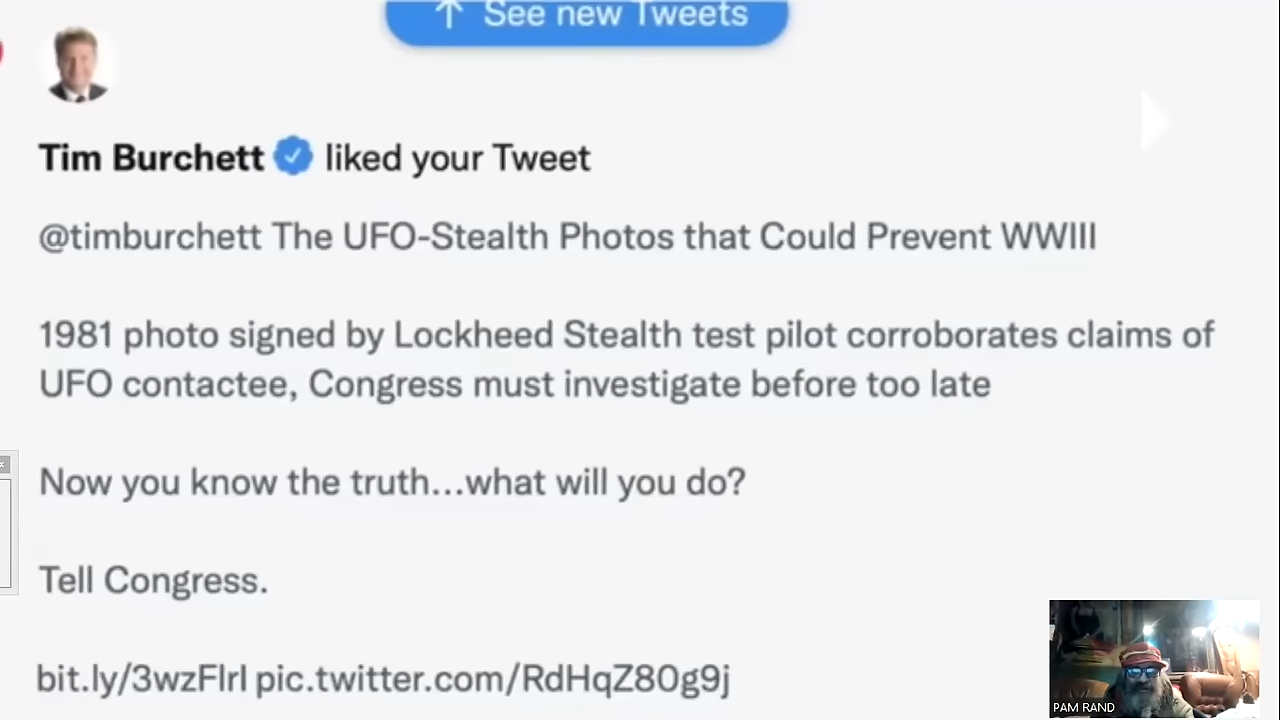 See new Tweets
Tim Burchett liked your Tweet
@timburchett The UFO-Stealth Photos that Could Prevent WWIII
1981 photo signed by Lockheed Stealth test pilot corroborates claims of
UFO contactee, Congress must investigate before too late
Now you know the truth...what will you do?
Tell Congress.
bit.ly/3wzFlrl pic.twitter.com/RdHqZ80g9j
PAM RAND